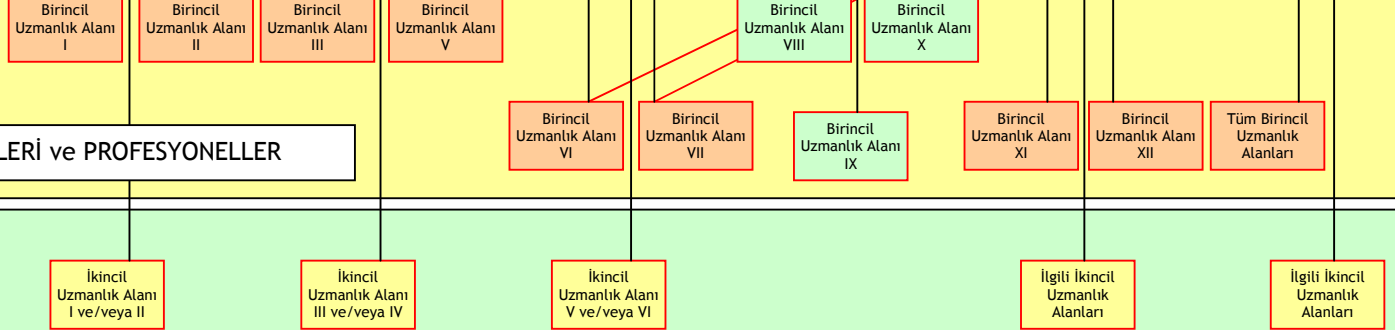 Birincil
Uzmanlık Alanı
I
Birincil
Uzmanlık Alanı
II
Birincil
Uzmanlık Alanı
III
Birincil
Uzmanlık Alanı
V
Birincil
Uzmanlık Alanı
VIII
Birincil
Uzmanlık Alanı
X
Birincil
Uzmanlık Alanı
VI
Birincil
Uzmanlık Alanı
VII
Birincil
Uzmanlık Alanı
IX
Birincil
Uzmanlık Alanı
XI
Birincil
Uzmanlık Alanı
XII
Tüm Birincil
Uzmanlık
Alanları
LERİ ve PROFESYONELLER
İkincil
Uzmanlık Alanı
I ve/veya II
İkincil
Uzmanlık Alanı
III ve/veya IV
İkincil
Uzmanlık Alanı
V ve/veya VI
İlgili İkincil
Uzmanlık
Alanları
İlgili İkincil
Uzmanlık
Alanları